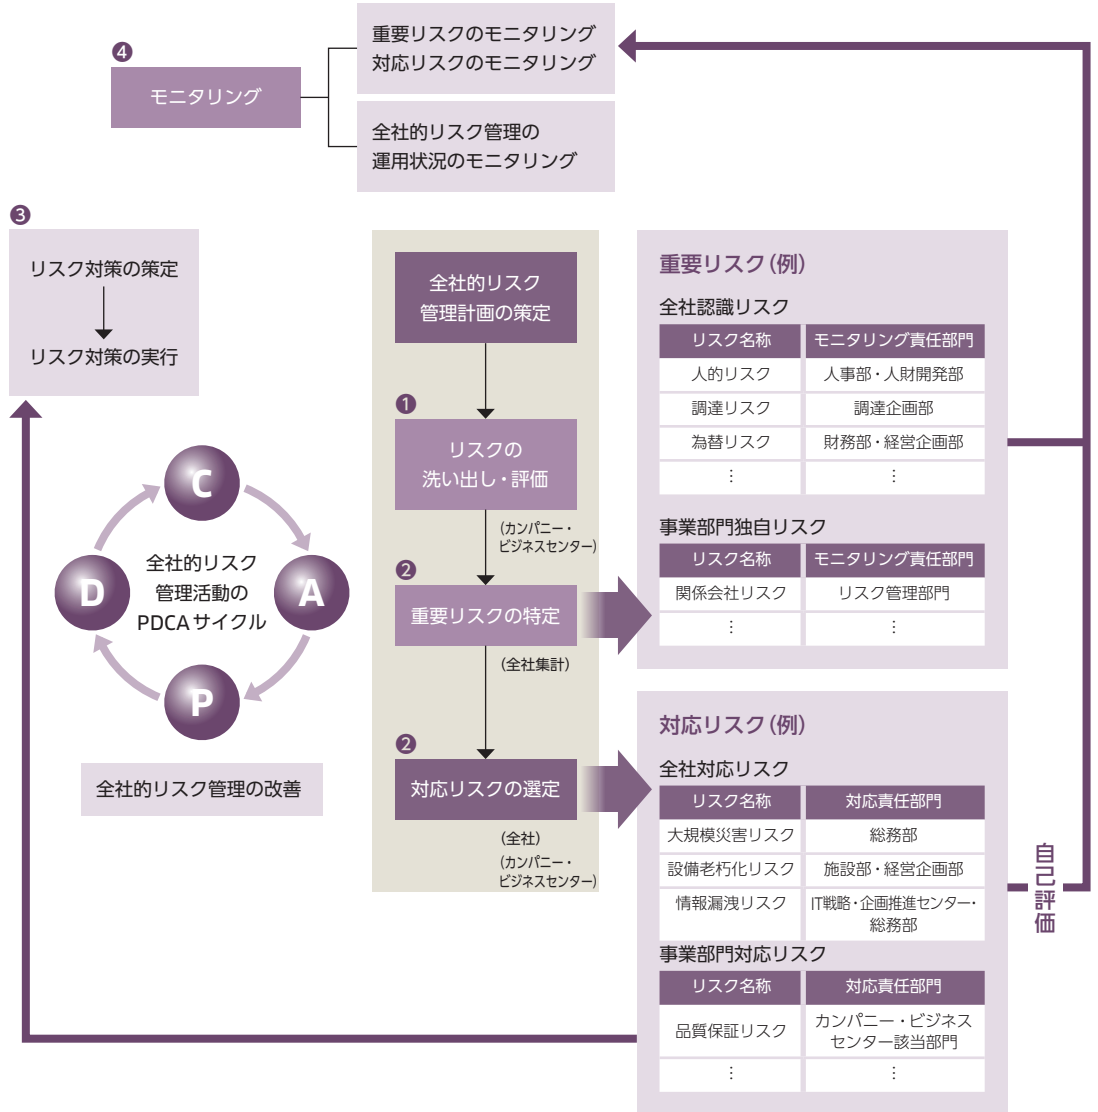 ❹
モニタリング
重要リスクのモニタリング
対応リスクのモニタリング
全社的リスク管理の
運用状況のモニタリング
❸
リスク対策の策定
リスク対策の実行
全社的リスク
管理計画の策定
❶
リスクの
洗い出し・評価
(カンパニー・
ビジネスセンター)
❷
重要リスクの特定
(全社集計)
❷
対応リスクの選定
(全社)
(カンパニー・
ビジネスセンター)
C
D
A
P
全社的リスク
管理活動の
PDCAサイクル
全社的リスク管理の改善
重要リスク(例)
全社認識リスク
リスク名称 モニタリング責任部門
人的リスク 人事部・人財開発部
調達リスク 調達企画部
為替リスク 財務部・経営企画部
⋮ ⋮
事業部門独自リスク
リスク名称 モニタリング責任部門
関係会社リスク リスク管理部門
⋮ ⋮
対応リスク(例)
全社対応リスク
リスク名称 対応責任部門
大規模災害リスク 総務部
設備老朽化リスク 施設部・経営企画部
情報漏洩リスク IT戦略・企画推進センター・
総務部
事業部門対応リスク
リスク名称 対応責任部門
品質保証リスク カンパニー・ビジネス
センター該当部門
⋮ ⋮
自己評価